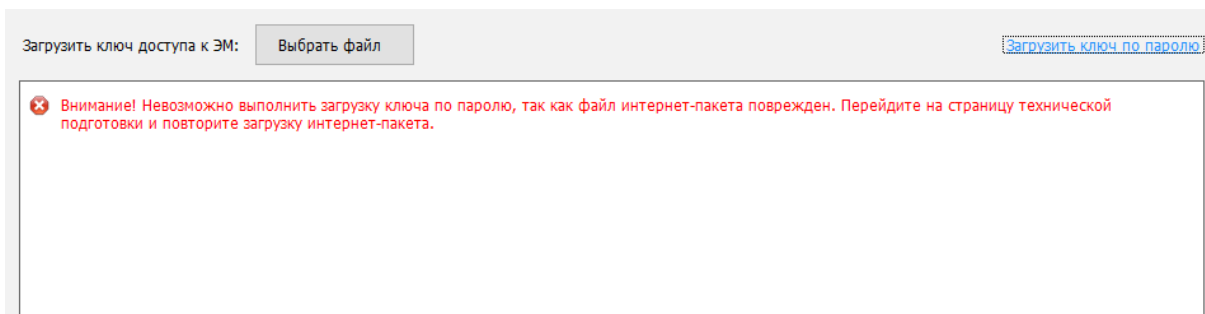 Загрузить ключ доступа к ЭМ: Выбрать файл Загрузить ключ по паролю
Внимание! Невозможно выполнить загрузку ключа по паролю, так как файл интернет-пакета поврежден. Перейдите на страницу технической
подготовки и повторите загрузку интернет-пакета.